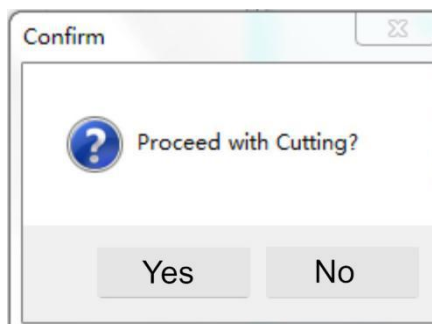 Confirm
Proceed with Cutting?
Yes
No